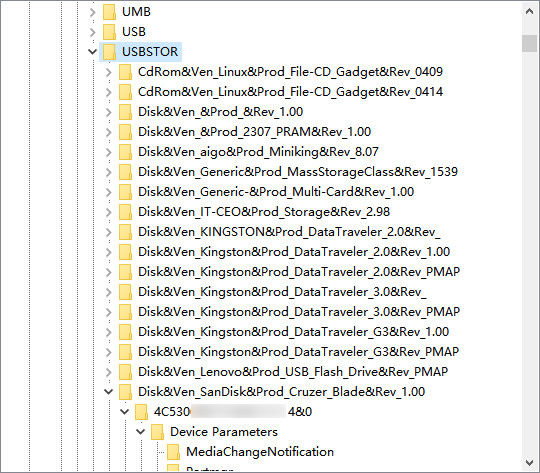 UMB
USB
USBSTOR
CdRom&Ven_Linux&Prod_File-CD_Gadget&Rev_0409
CdRom&Ven_Linux&Prod_File-CD_Gadget&Rev_0414
Disk&Ven_&Prod_&Rev_1.00
Disk&Ven_&Prod_2307_PRAM&Rev_1.00
Disk&Ven_aigo&Prod_Miniking&Rev_8.07
Disk&Ven_Generic&Prod_MassStorageClass&Rev_1539
Disk&Ven_Generic-&Prod_Multi-Card&Rev_1.00
Disk&Ven_IT-CEO&Prod_Storage&Rev_2.98
Disk&Ven_KINGSTON&Prod_DataTraveler_2.0&Rev_
Disk&Ven_Kingston&Prod_DataTraveler_2.0&Rev_1.00
Disk&Ven_Kingston&Prod_DataTraveler_2.0&Rev_PMAP
Disk&Ven_Kingston&Prod_DataTraveler_3.0&Rev_
Disk&Ven_Kingston&Prod_DataTraveler_3.0&Rev_PMAP
Disk&Ven_Kingston&Prod_DataTraveler_G3&Rev_1.00
Disk&Ven_Kingston&Prod_DataTraveler_G3&Rev_PMAP
Disk&Ven_Lenovo&Prod_USB_Flash_Drive&Rev_PMAP
Disk&Ven_SanDisk&Prod_Cruzer_Blade&Rev_1.00
4C530 4&0
Device Parameters
MediaChangeNotification